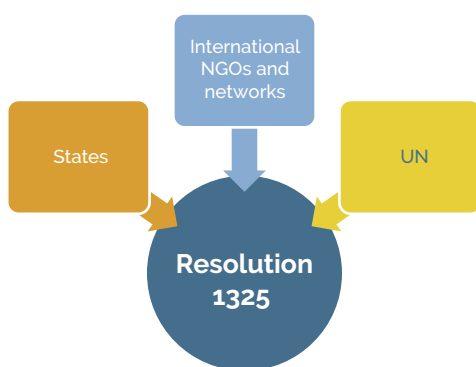 International
NGOs and
networks
States
UN
Resolution
1325